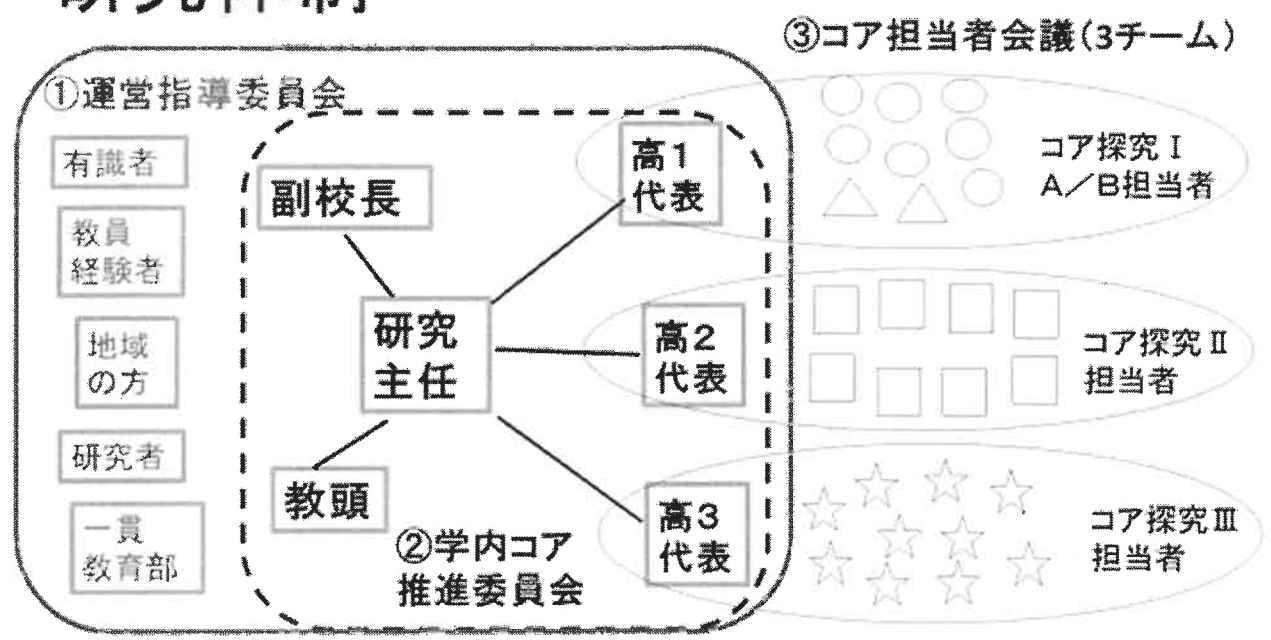 研究体制
③コア担当者会議(3チーム)
①運営指導委員会
有識者
教員
経験者
地域
の方
研究者
一貫
教育部
副校長
研究
主任
教頭
②学内コア
推進委員会
高1
代表
高2
代表
高3
代表
コア探究Ⅰ
A/B担当者
コア探究Ⅱ
担当者
コア探究Ⅲ
担当者